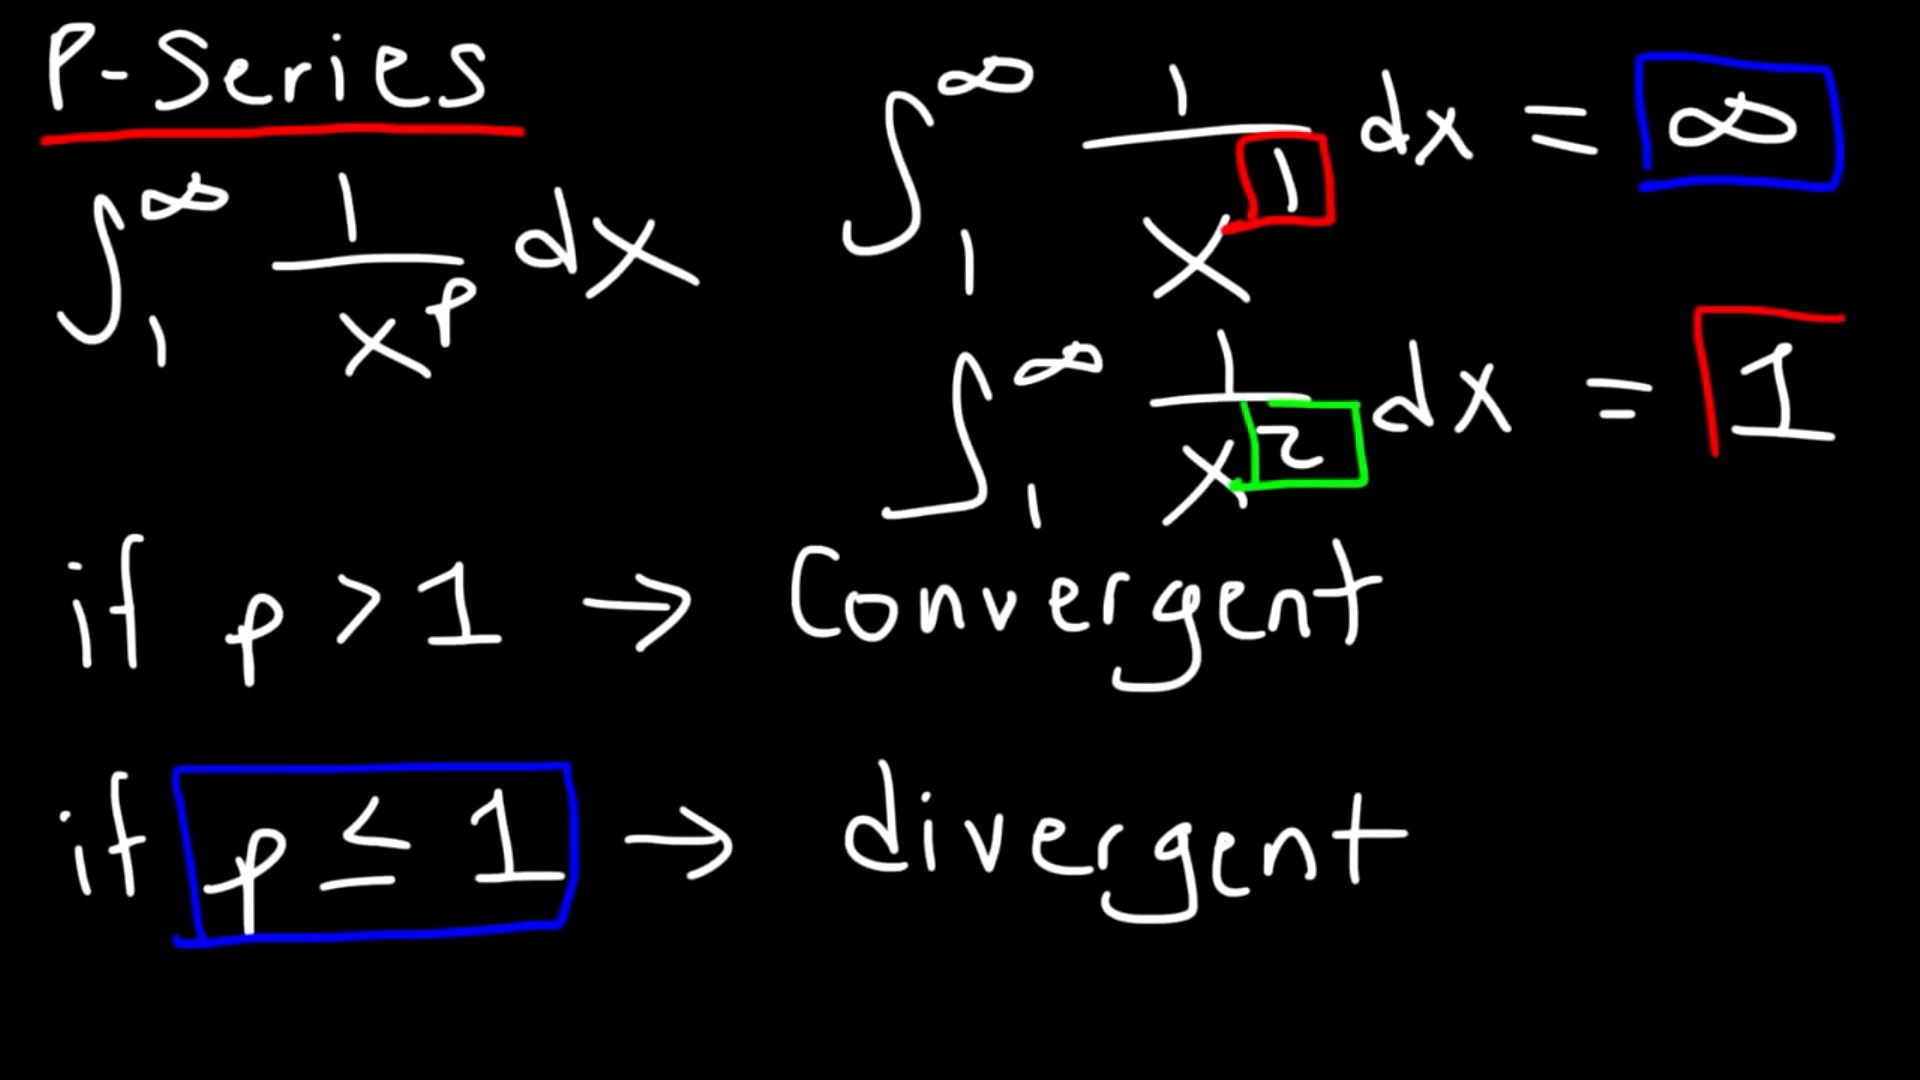 P-Series
∫₁^∞ 1/x^p dx
∫₁^∞ 1/x^1 dx = ∞
∫₁^∞ 1/x^2 dx = 1
if p > 1 → Convergent
if p ≤ 1 → divergent